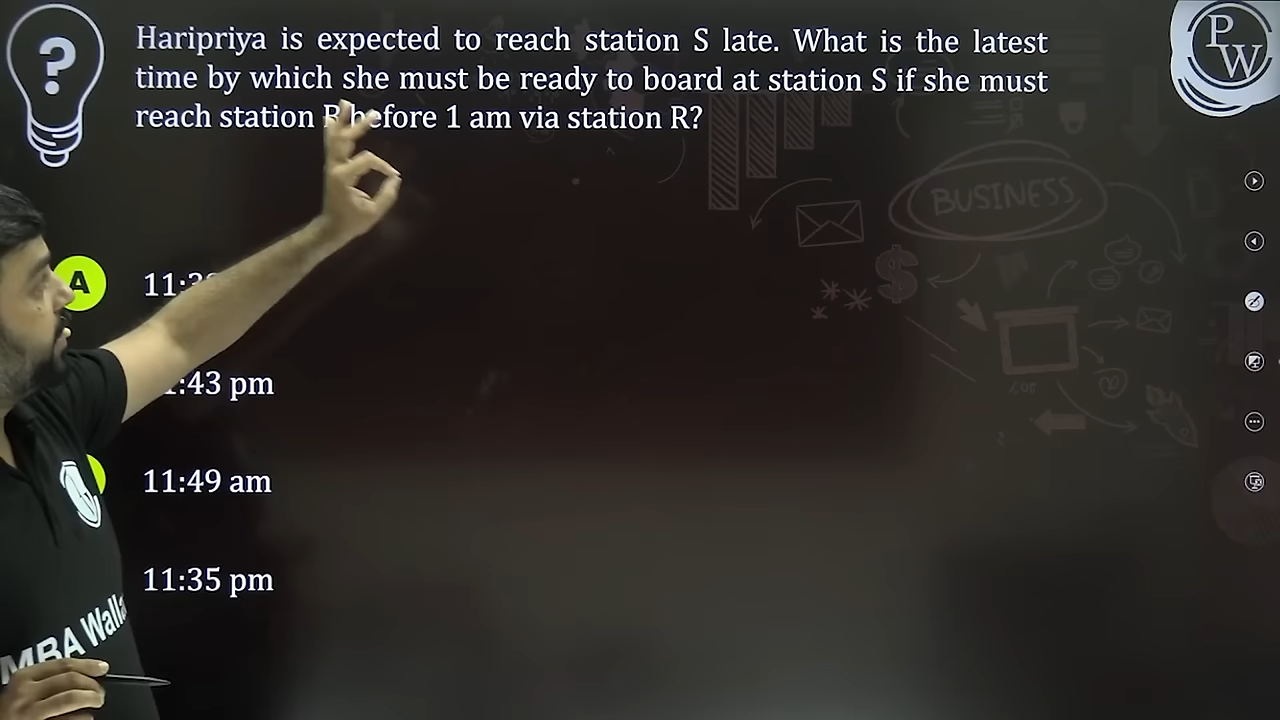 Haripriya is expected to reach station S late. What is the latest
time by which she must be ready to board at station S if she must
reach station before 1 am via station R?
PW
BUSINESS
A
:43 pm
11:49 am
11:35 pm
MBA